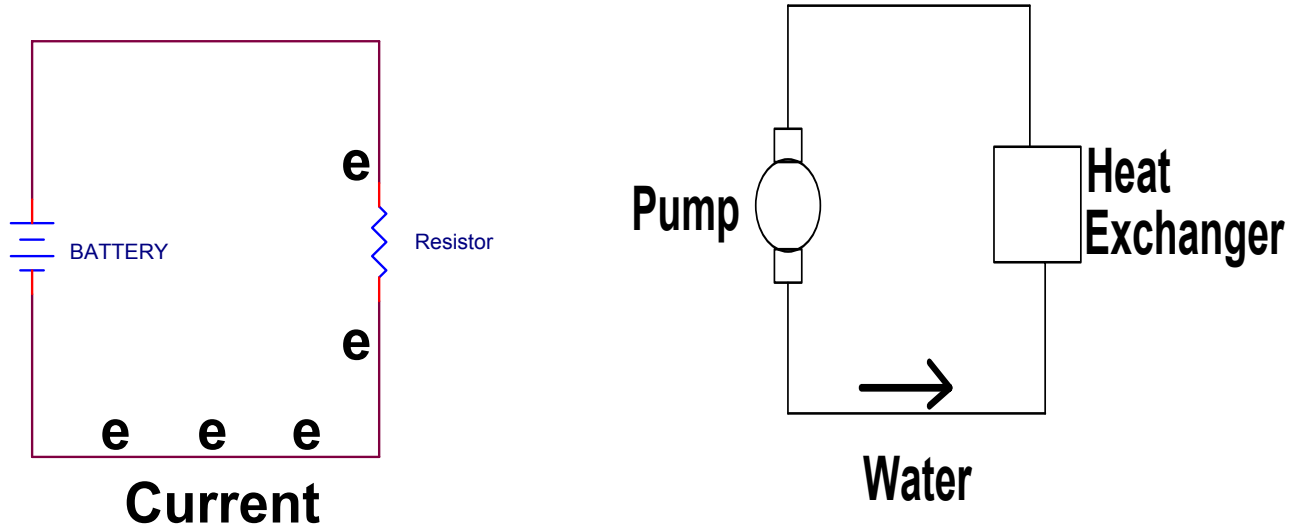 e
BATTERY
Resistor
e
e e e
Current
Pump
Heat
Exchanger
Water